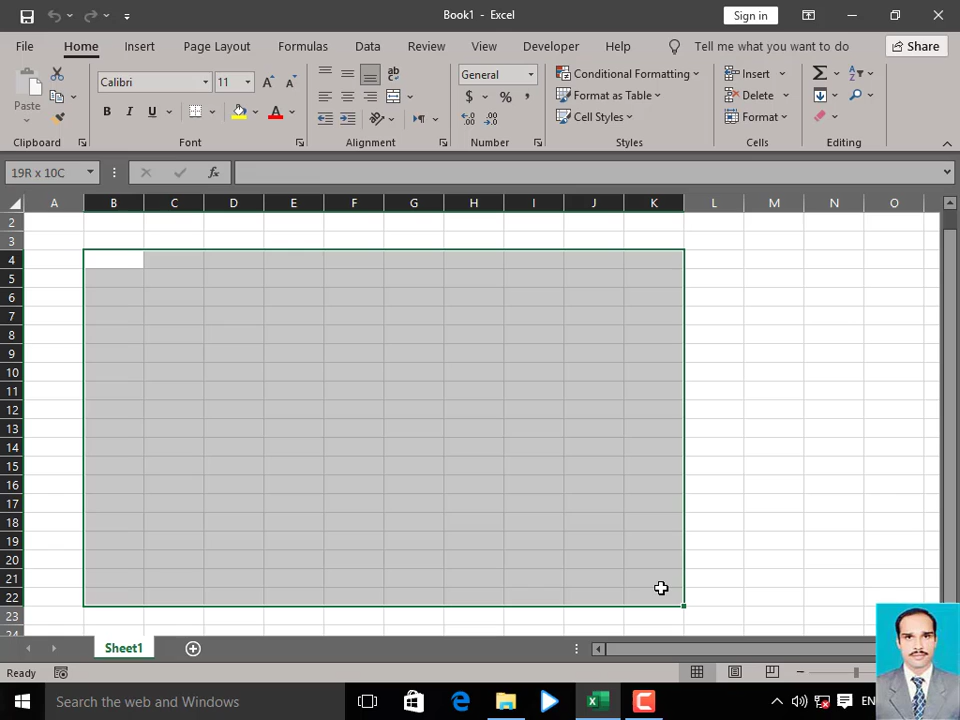 Book1 - Excel
Sign in
File Home Insert Page Layout Formulas Data Review View Developer Help Tell me what you want to do Share
Paste
Calibri 11
B I U
ab
c
General
$ % ,
Conditional Formatting
Format as Table
Cell Styles
Insert
Delete
Format
Clipboard Font Alignment Number Styles Cells Editing
19R x 10C
fx
A B C D E F G H I J K L M N O
2
3
4
5
6
7
8
9
10
11
12
13
14
15
16
17
18
19
20
21
22
23
24
Sheet1
Ready
Search the web and Windows